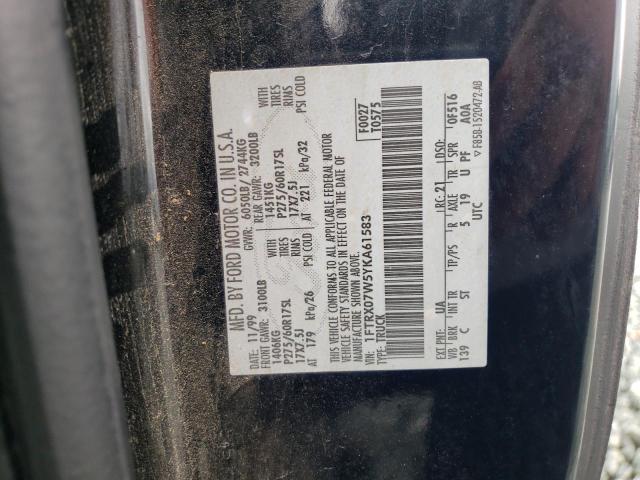 MFD. BY FORD MOTOR CO. IN U.S.A.
DATE: 11/99 GVWR: 6050LB/ 2744KG
FRONT GAWR: 3100LB REAR GAWR: 3200LB
1406KG WITH 1451KG WITH
P275/60R17SL TIRES P275/60R17SL TIRES
17X7.5J RIMS 17X7.5J RIMS
AT 179 kPa/26 PSI COLD AT 221 kPa/32 PSI COLD
THIS VEHICLE CONFORMS TO ALL APPLICABLE FEDERAL MOTOR
VEHICLE SAFETY STANDARDS IN EFFECT ON THE DATE OF
MANUFACTURE SHOWN ABOVE.
VIN: 1FTRX07W5YKA61583 F0027
TYPE: TRUCK T0575
EXT PNT: UA RC: 21 DSO:
WB BRK INT TR TP/PS R AXLE TR SPR 0F516
139 C ST 5 19 U PF A0A
UTC ▽ F85B-1520472-AB